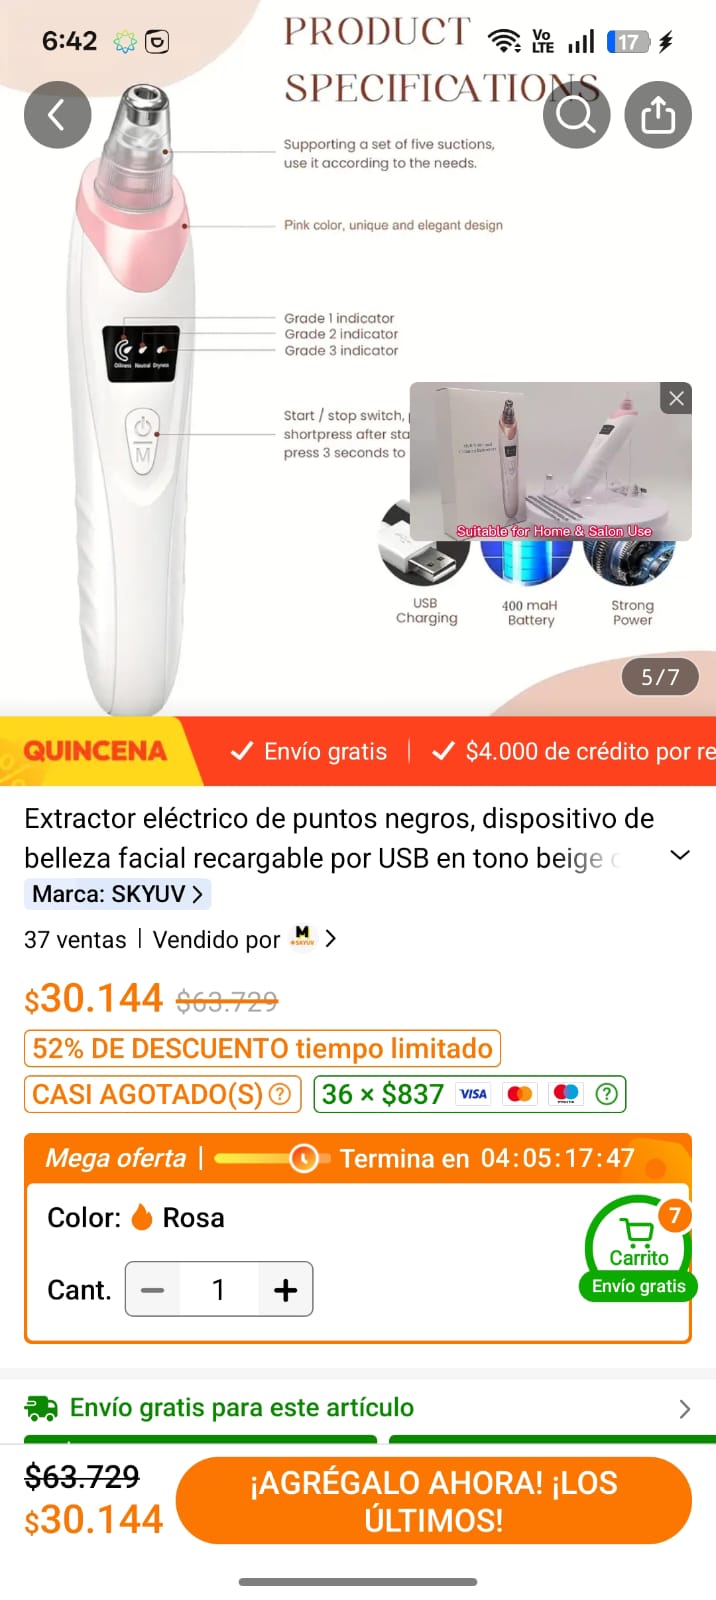 6:42
Vo LTE
17
PRODUCT
SPECIFICATIONS
Supporting a set of five suctions,
use it according to the needs.
Pink color, unique and elegant design
Grade 1 indicator
Grade 2 indicator
Grade 3 indicator
Oiliness Neutral Dryness
Start / stop switch,
shortpress after sta
press 3 seconds to
M
Suitable for Home & Salon Use
USB
Charging
400 maH
Battery
Strong
Power
5/7
QUINCENA
Envío gratis | $4.000 de crédito por re
Extractor eléctrico de puntos negros, dispositivo de
belleza facial recargable por USB en tono beige
Marca: SKYUV >
37 ventas | Vendido por M SKYUV >
$30.144 $63.729
52% DE DESCUENTO tiempo limitado
CASI AGOTADO(S) ? 36 × $837 VISA ?
Mega oferta | Termina en 04:05:17:47
Color: Rosa
7
Carrito
Envío gratis
Cant. − 1 +
Envío gratis para este artículo >
$63.729
$30.144
¡AGRÉGALO AHORA! ¡LOS
ÚLTIMOS!